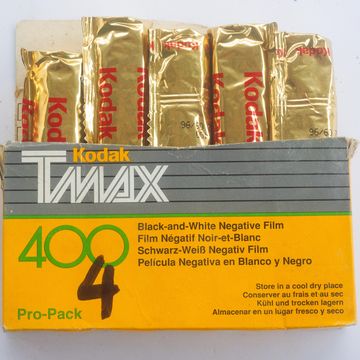 Kodak
Kodak
Kodak
Kodak
Kodak
96/6
Kodak
TMAX
400
4
Black-and-White Negative Film
Film Négatif Noir-et-Blanc
Schwarz-Weiß Negativ Film
Película Negativa en Blanco y Negro
Pro-Pack
Store in a cool dry place
Conserver au frais et au sec
Kühl und trocken lagern
Almacenar en un lugar fresco y seco